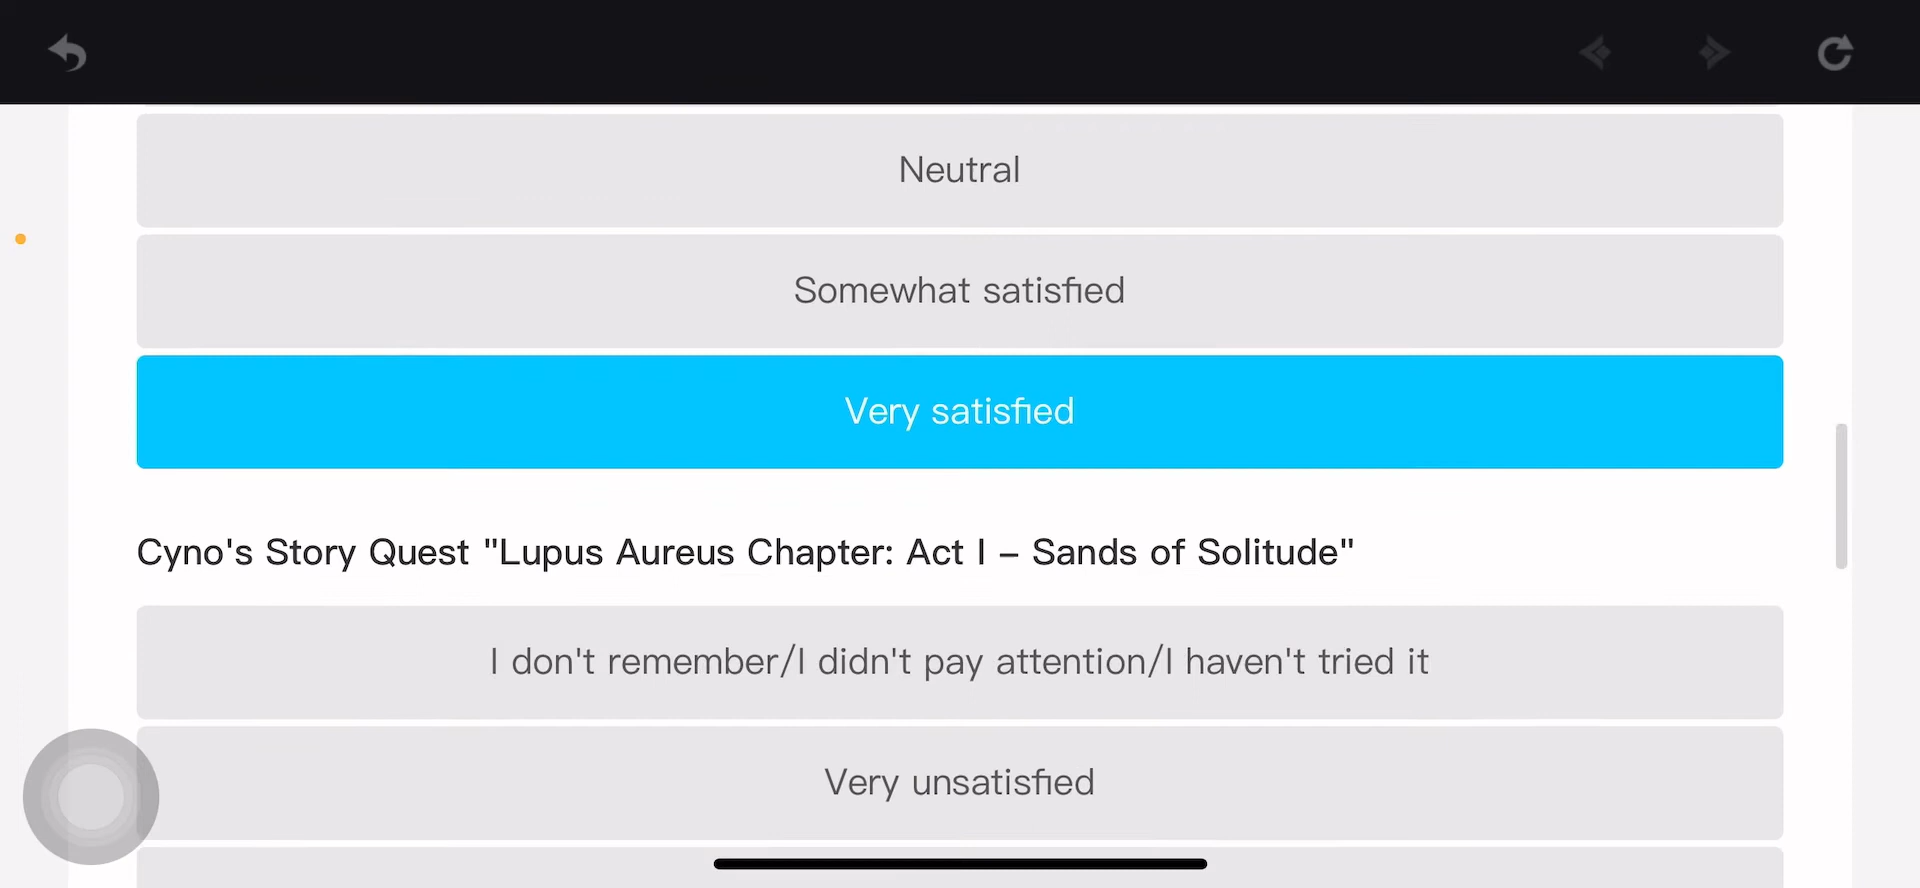 Neutral
Somewhat satisfied
Very satisfied
Cyno's Story Quest "Lupus Aureus Chapter: Act I – Sands of Solitude"
I don't remember/I didn't pay attention/I haven't tried it
Very unsatisfied